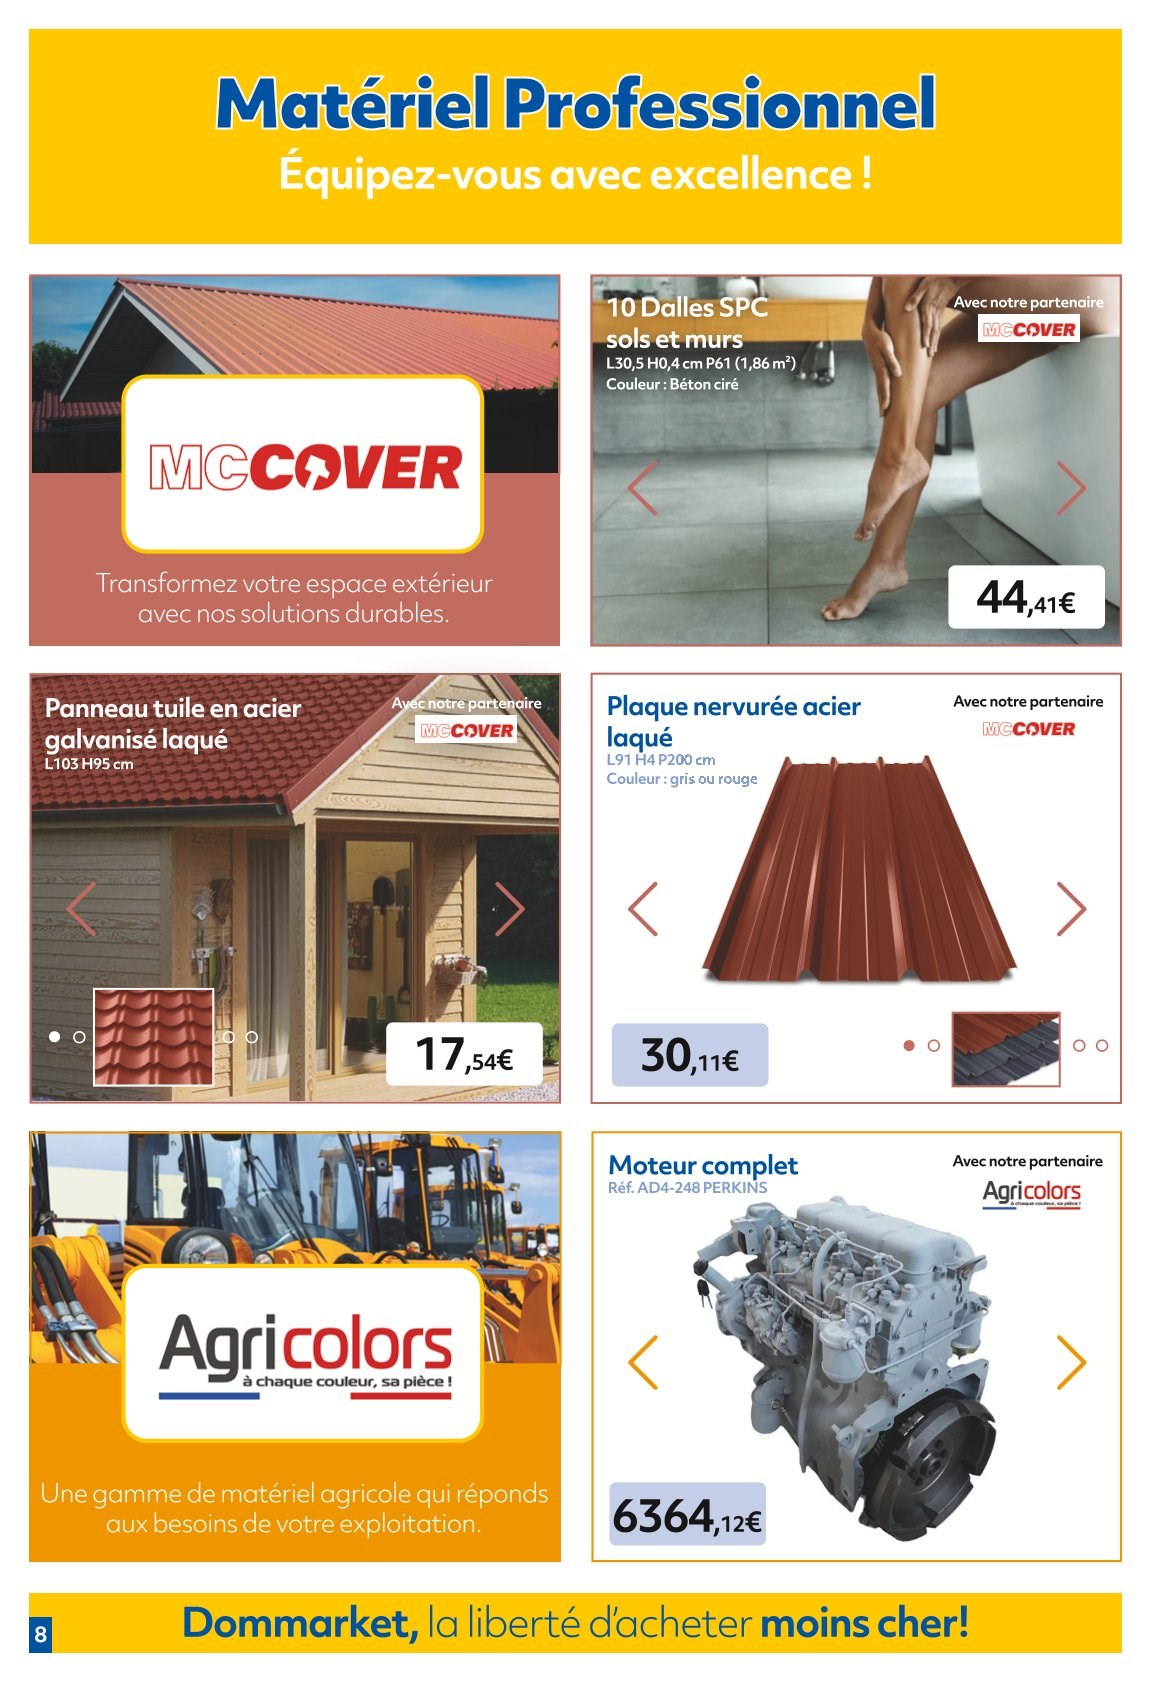 Matériel Professionnel
Équipez-vous avec excellence !
MCCOVER
Transformez votre espace extérieur
avec nos solutions durables.
10 Dalles SPC
sols et murs
L30,5 H0,4 cm P61 (1,86 m²)
Couleur : Béton ciré
Avec notre partenaire
MCCOVER
44,41€
Panneau tuile en acier
galvanisé laqué
L103 H95 cm
Avec notre partenaire
MCCOVER
17,54€
Plaque nervurée acier
laqué
L91 H4 P200 cm
Couleur : gris ou rouge
Avec notre partenaire
MCCOVER
30,11€
Agricolors
à chaque couleur, sa pièce !
Une gamme de matériel agricole qui réponds
aux besoins de votre exploitation.
Moteur complet
Réf. AD4-248 PERKINS
Avec notre partenaire
Agricolors
à chaque couleur, sa pièce !
6364,12€
8
Dommarket, la liberté d'acheter moins cher!